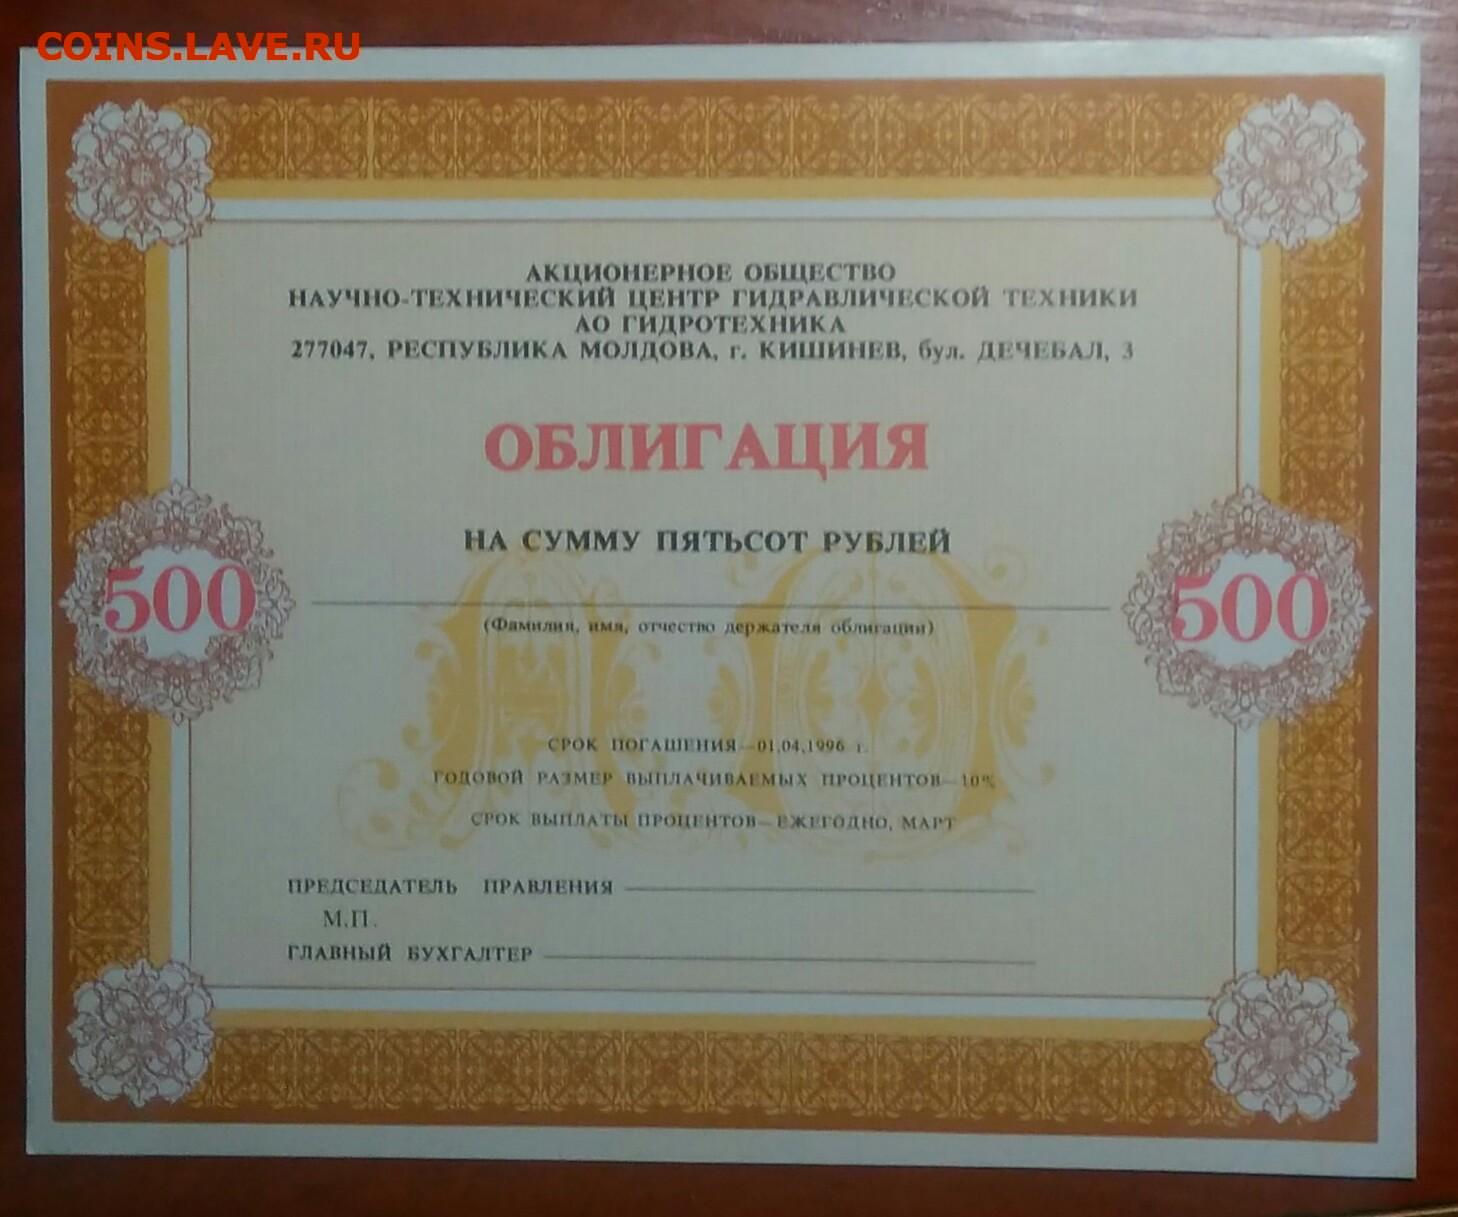 COINS.LAVE.RU
АКЦИОНЕРНОЕ ОБЩЕСТВО
НАУЧНО-ТЕХНИЧЕСКИЙ ЦЕНТР ГИДРАВЛИЧЕСКОЙ ТЕХНИКИ
АО ГИДРОТЕХНИКА
277047, РЕСПУБЛИКА МОЛДОВА, г. КИШИНЕВ, бул. ДЕЧЕБАЛ, 3
ОБЛИГАЦИЯ
НА СУММУ ПЯТЬСОТ РУБЛЕЙ
500
500
(Фамилия, имя, отчество держателя облигации)
СРОК ПОГАШЕНИЯ—01.04.1996 г.
ГОДОВОЙ РАЗМЕР ВЫПЛАЧИВАЕМЫХ ПРОЦЕНТОВ—10%
СРОК ВЫПЛАТЫ ПРОЦЕНТОВ—ЕЖЕГОДНО, МАРТ
ПРЕДСЕДАТЕЛЬ ПРАВЛЕНИЯ
М.П.
ГЛАВНЫЙ БУХГАЛТЕР